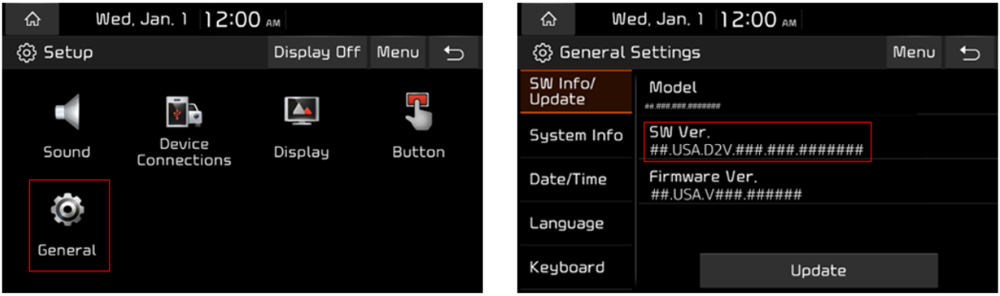 Wed, Jan. 1 12:00 AM
Setup Display Off Menu
Sound
Device
Connections
Display
Button
General
Wed, Jan. 1 12:00 AM
General Settings Menu
SW Info/
Update
System Info
Date/Time
Language
Keyboard
Model
##.###.###.#######
SW Ver.
##.USA.D2V.###.###.#######
Firmware Ver.
##.USA.V###.######
Update